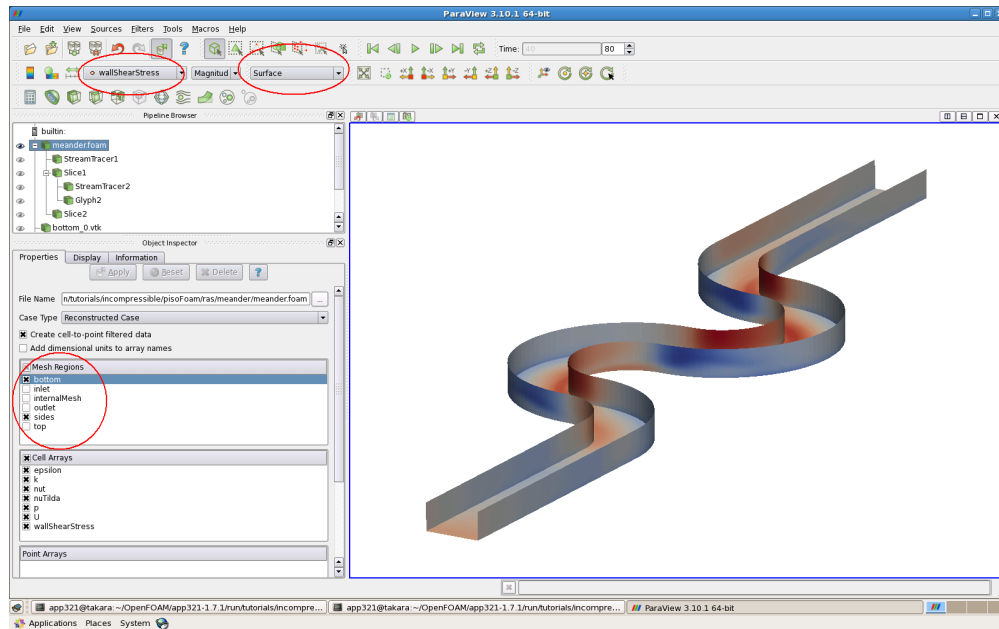 ParaView 3.10.1 64-bit
File Edit View Sources Filters Tools Macros Help
Time: 40 80
wallShearStress Magnitud Surface
Pipeline Browser
builtin:
meander.foam
StreamTracer1
Slice1
StreamTracer2
Glyph2
Slice2
bottom_0.vtk
Object Inspector
Properties Display Information
Apply Reset Delete ?
File Name n/tutorials/incompressible/pisoFoam/ras/meander/meander.foam ...
Case Type Reconstructed Case
Create cell-to-point filtered data
Add dimensional units to array names
Mesh Regions
bottom
inlet
internalMesh
outlet
sides
top
Cell Arrays
epsilon
k
nut
nuTilda
p
U
wallShearStress
Point Arrays
app321@takara:~/OpenFOAM/app321-1.7.1/run/tutorials/incompre... app321@takara:~/OpenFOAM/app321-1.7.1/run/tutorials/incompre... ParaView 3.10.1 64-bit
Applications Places System